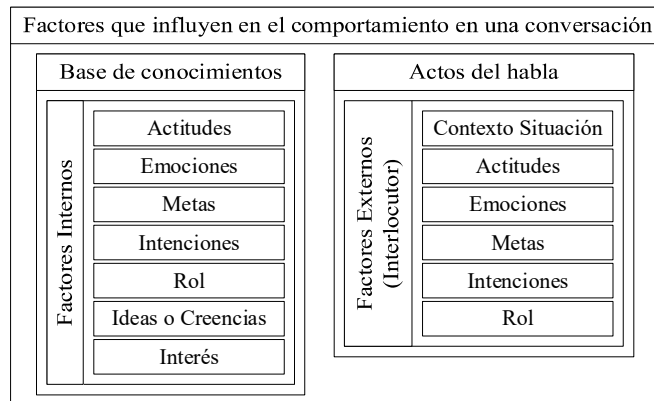 Factores que influyen en el comportamiento en una conversación
Base de conocimientos
Factores Internos
Actitudes
Emociones
Metas
Intenciones
Rol
Ideas o Creencias
Interés
Actos del habla
Factores Externos
(Interlocutor)
Contexto Situación
Actitudes
Emociones
Metas
Intenciones
Rol